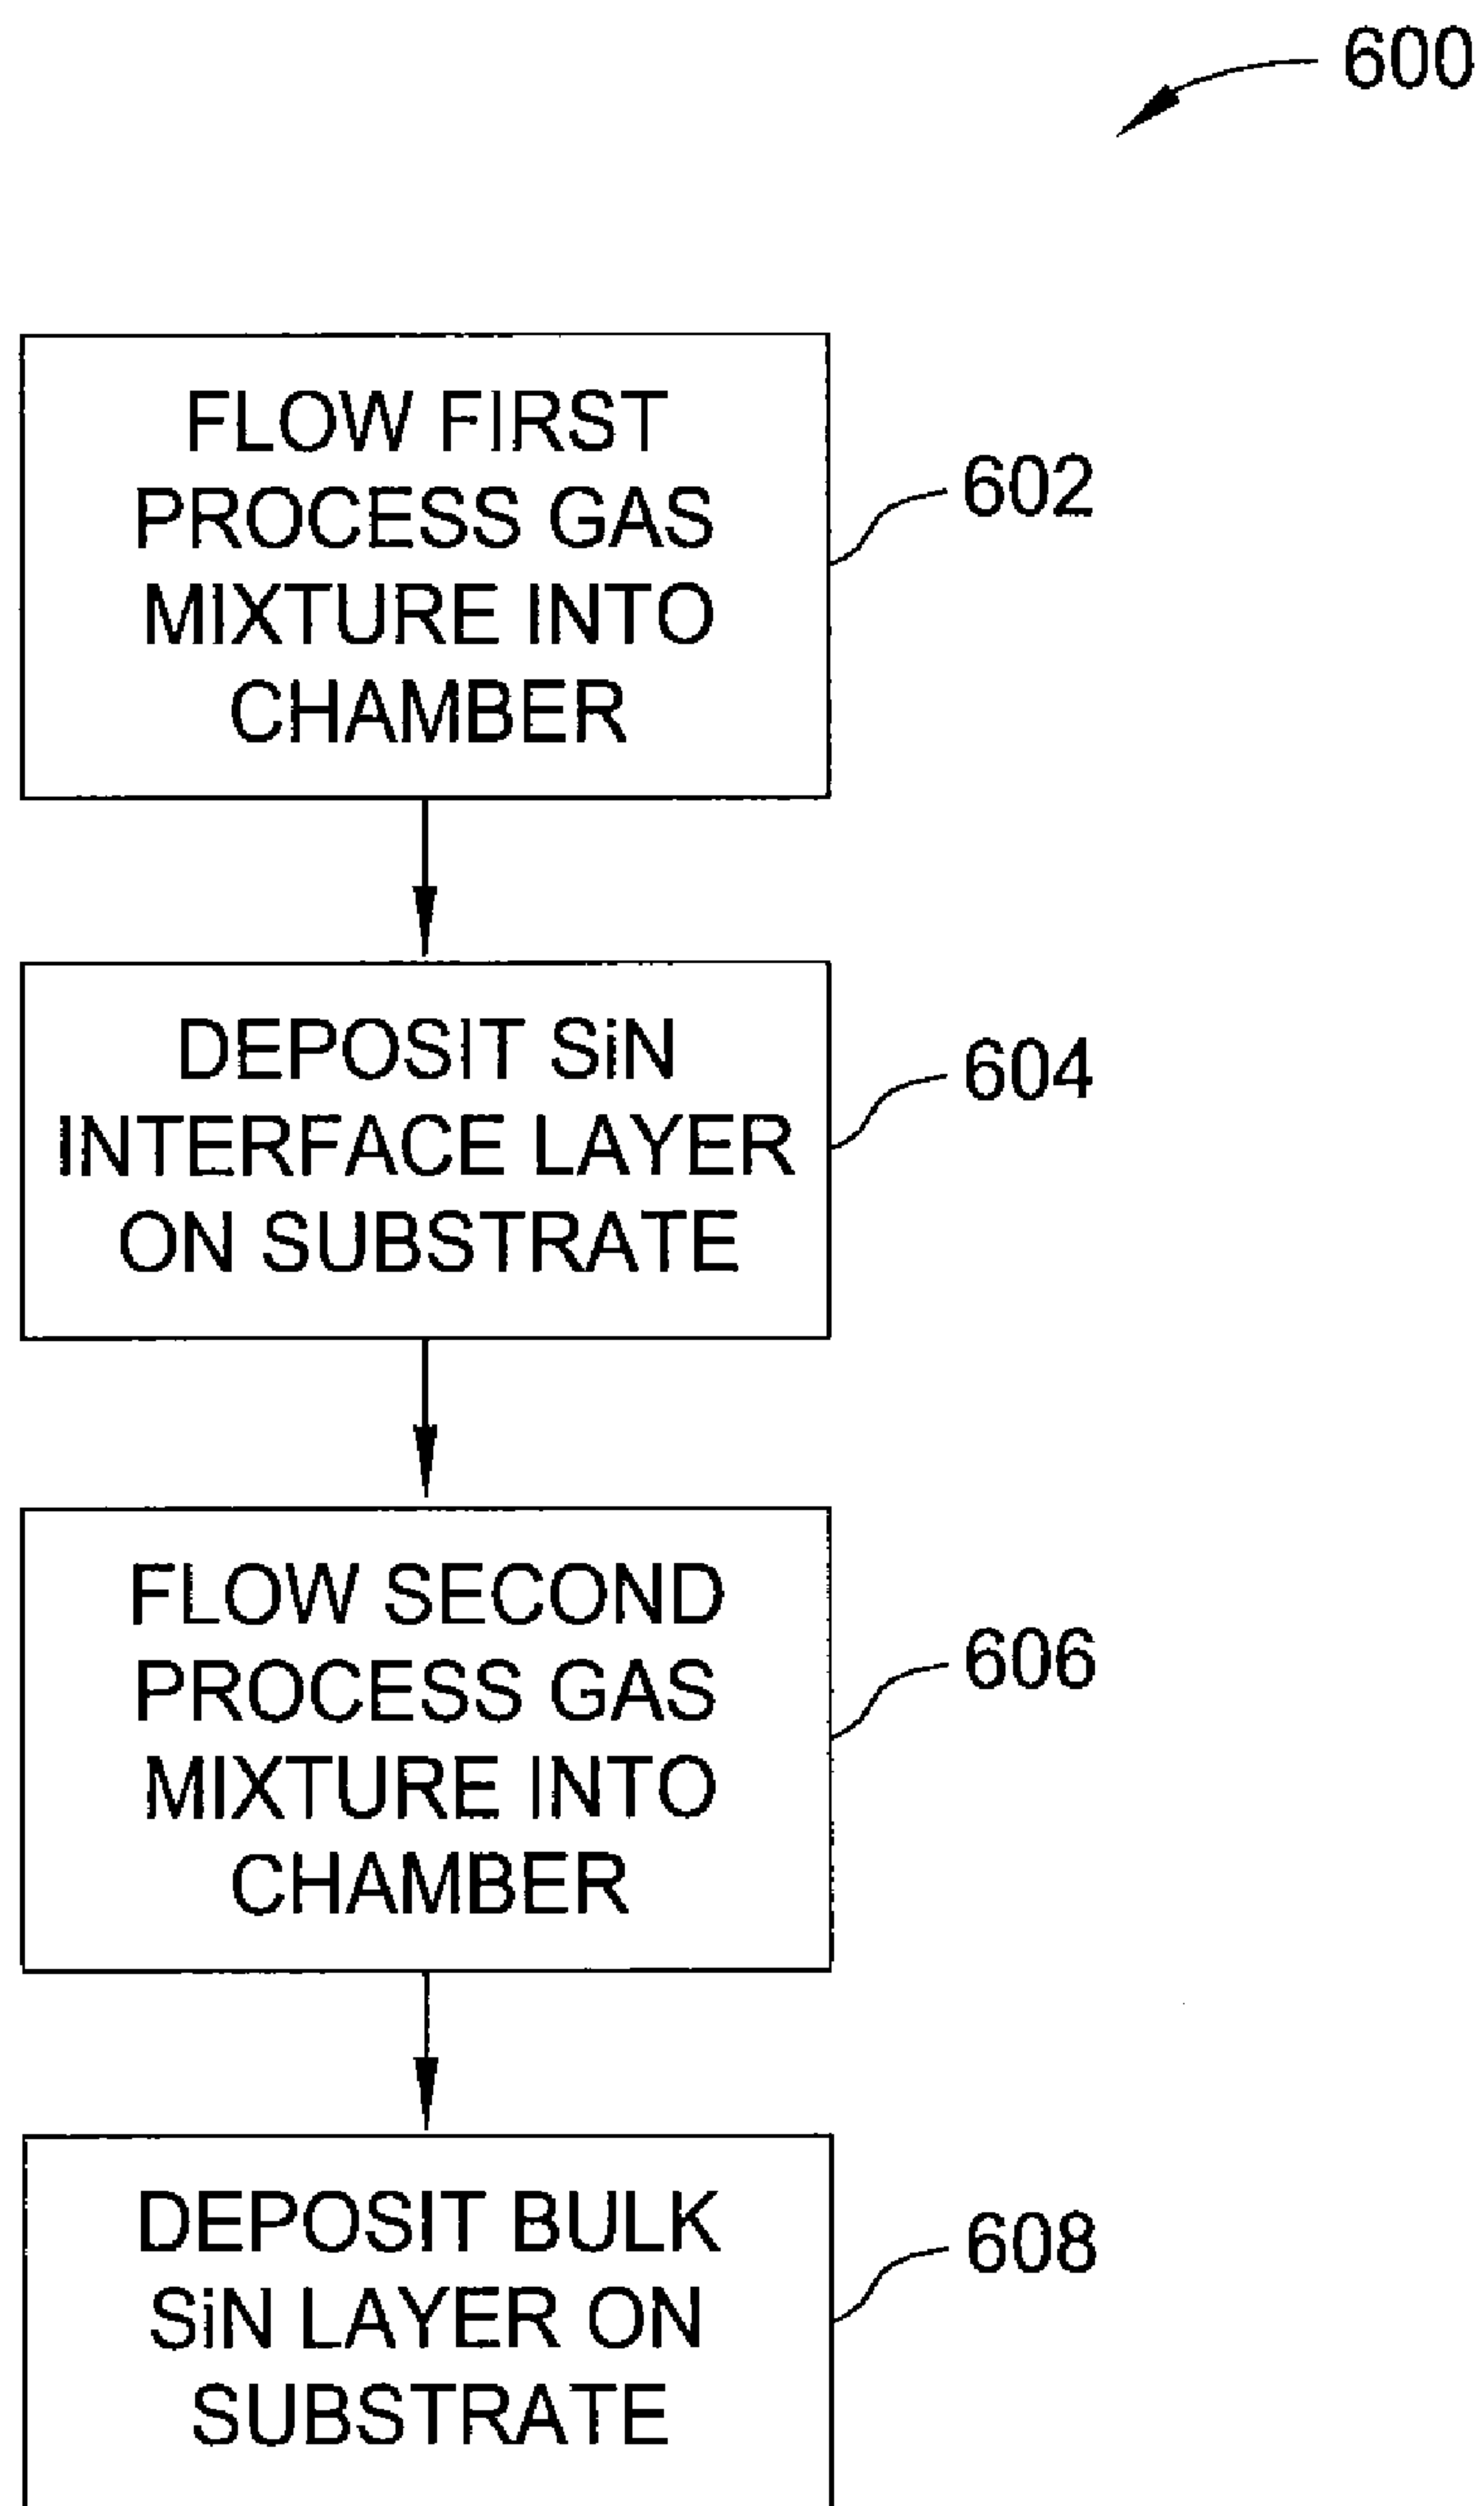 600
FLOW FIRST
PROCESS GAS
MIXTURE INTO
CHAMBER
602
DEPOSIT SiN
INTERFACE LAYER
ON SUBSTRATE
604
FLOW SECOND
PROCESS GAS
MIXTURE INTO
CHAMBER
606
DEPOSIT BULK
SiN LAYER ON
SUBSTRATE
608